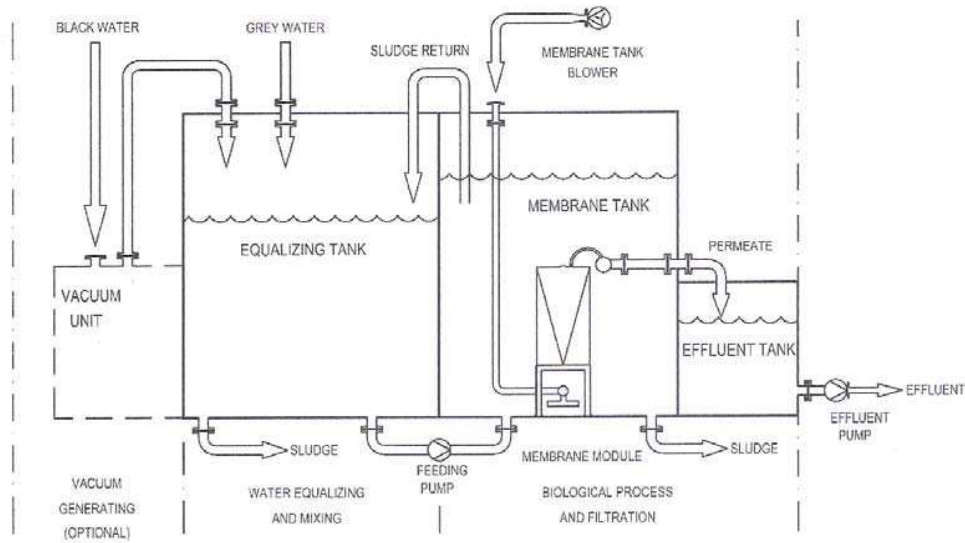 BLACK WATER
GREY WATER
SLUDGE RETURN
MEMBRANE TANK
BLOWER
EQUALIZING TANK
MEMBRANE TANK
PERMEATE
VACUUM
UNIT
EFFLUENT TANK
EFFLUENT
EFFLUENT
PUMP
SLUDGE
FEEDING
PUMP
MEMBRANE MODULE
SLUDGE
VACUUM
GENERATING
(OPTIONAL)
WATER EQUALIZING
AND MIXING
BIOLOGICAL PROCESS
AND FILTRATION